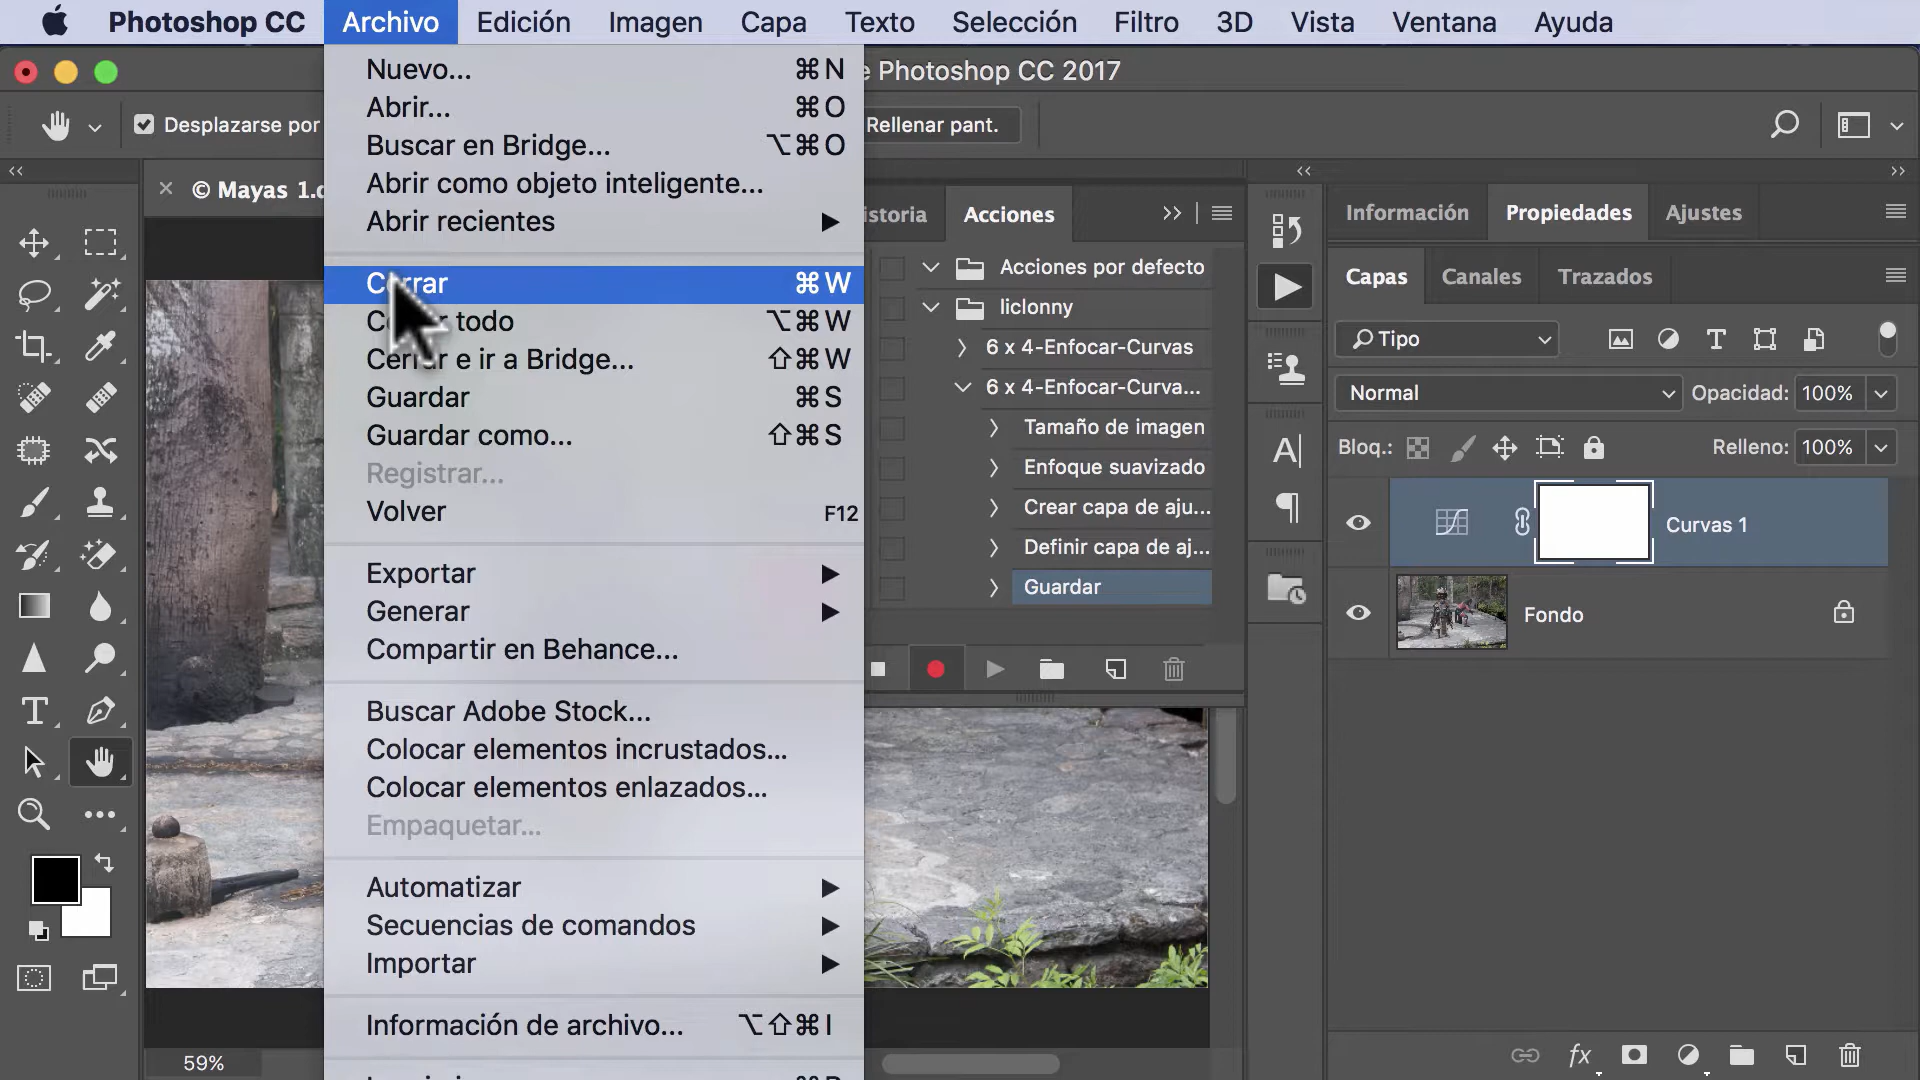 Photoshop CC Archivo Edición Imagen Capa Texto Selección Filtro 3D Vista Ventana Ayuda
Photoshop CC 2017
Desplazarse por
Rellenar pant.
© Mayas 1.
Nuevo... ⌘N
Abrir... ⌘O
Buscar en Bridge... ⌥⌘O
Abrir como objeto inteligente...
Abrir recientes ▶
Cerrar ⌘W
todo ⌥⌘W
Cerrar e ir a Bridge... ⇧⌘W
Guardar ⌘S
Guardar como... ⇧⌘S
Registrar...
Volver F12
Exportar ▶
Generar ▶
Compartir en Behance...
Buscar Adobe Stock...
Colocar elementos incrustados...
Colocar elementos enlazados...
Empaquetar...
Automatizar ▶
Secuencias de comandos ▶
Importar ▶
Información de archivo... ⌥⇧⌘I
59%
storia Acciones
Acciones por defecto
liclonny
6 x 4-Enfocar-Curvas
6 x 4-Enfocar-Curva...
Tamaño de imagen
Enfoque suavizado
Crear capa de aju...
Definir capa de aj...
Guardar
Información Propiedades Ajustes
Capas Canales Trazados
Tipo
Normal Opacidad: 100%
Bloq.: Relleno: 100%
Curvas 1
Fondo
fx